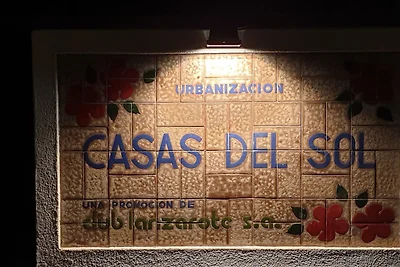 URBANIZACION
CASAS DEL SOL
UNA PROMOCION DE
club lanzarote s.a.